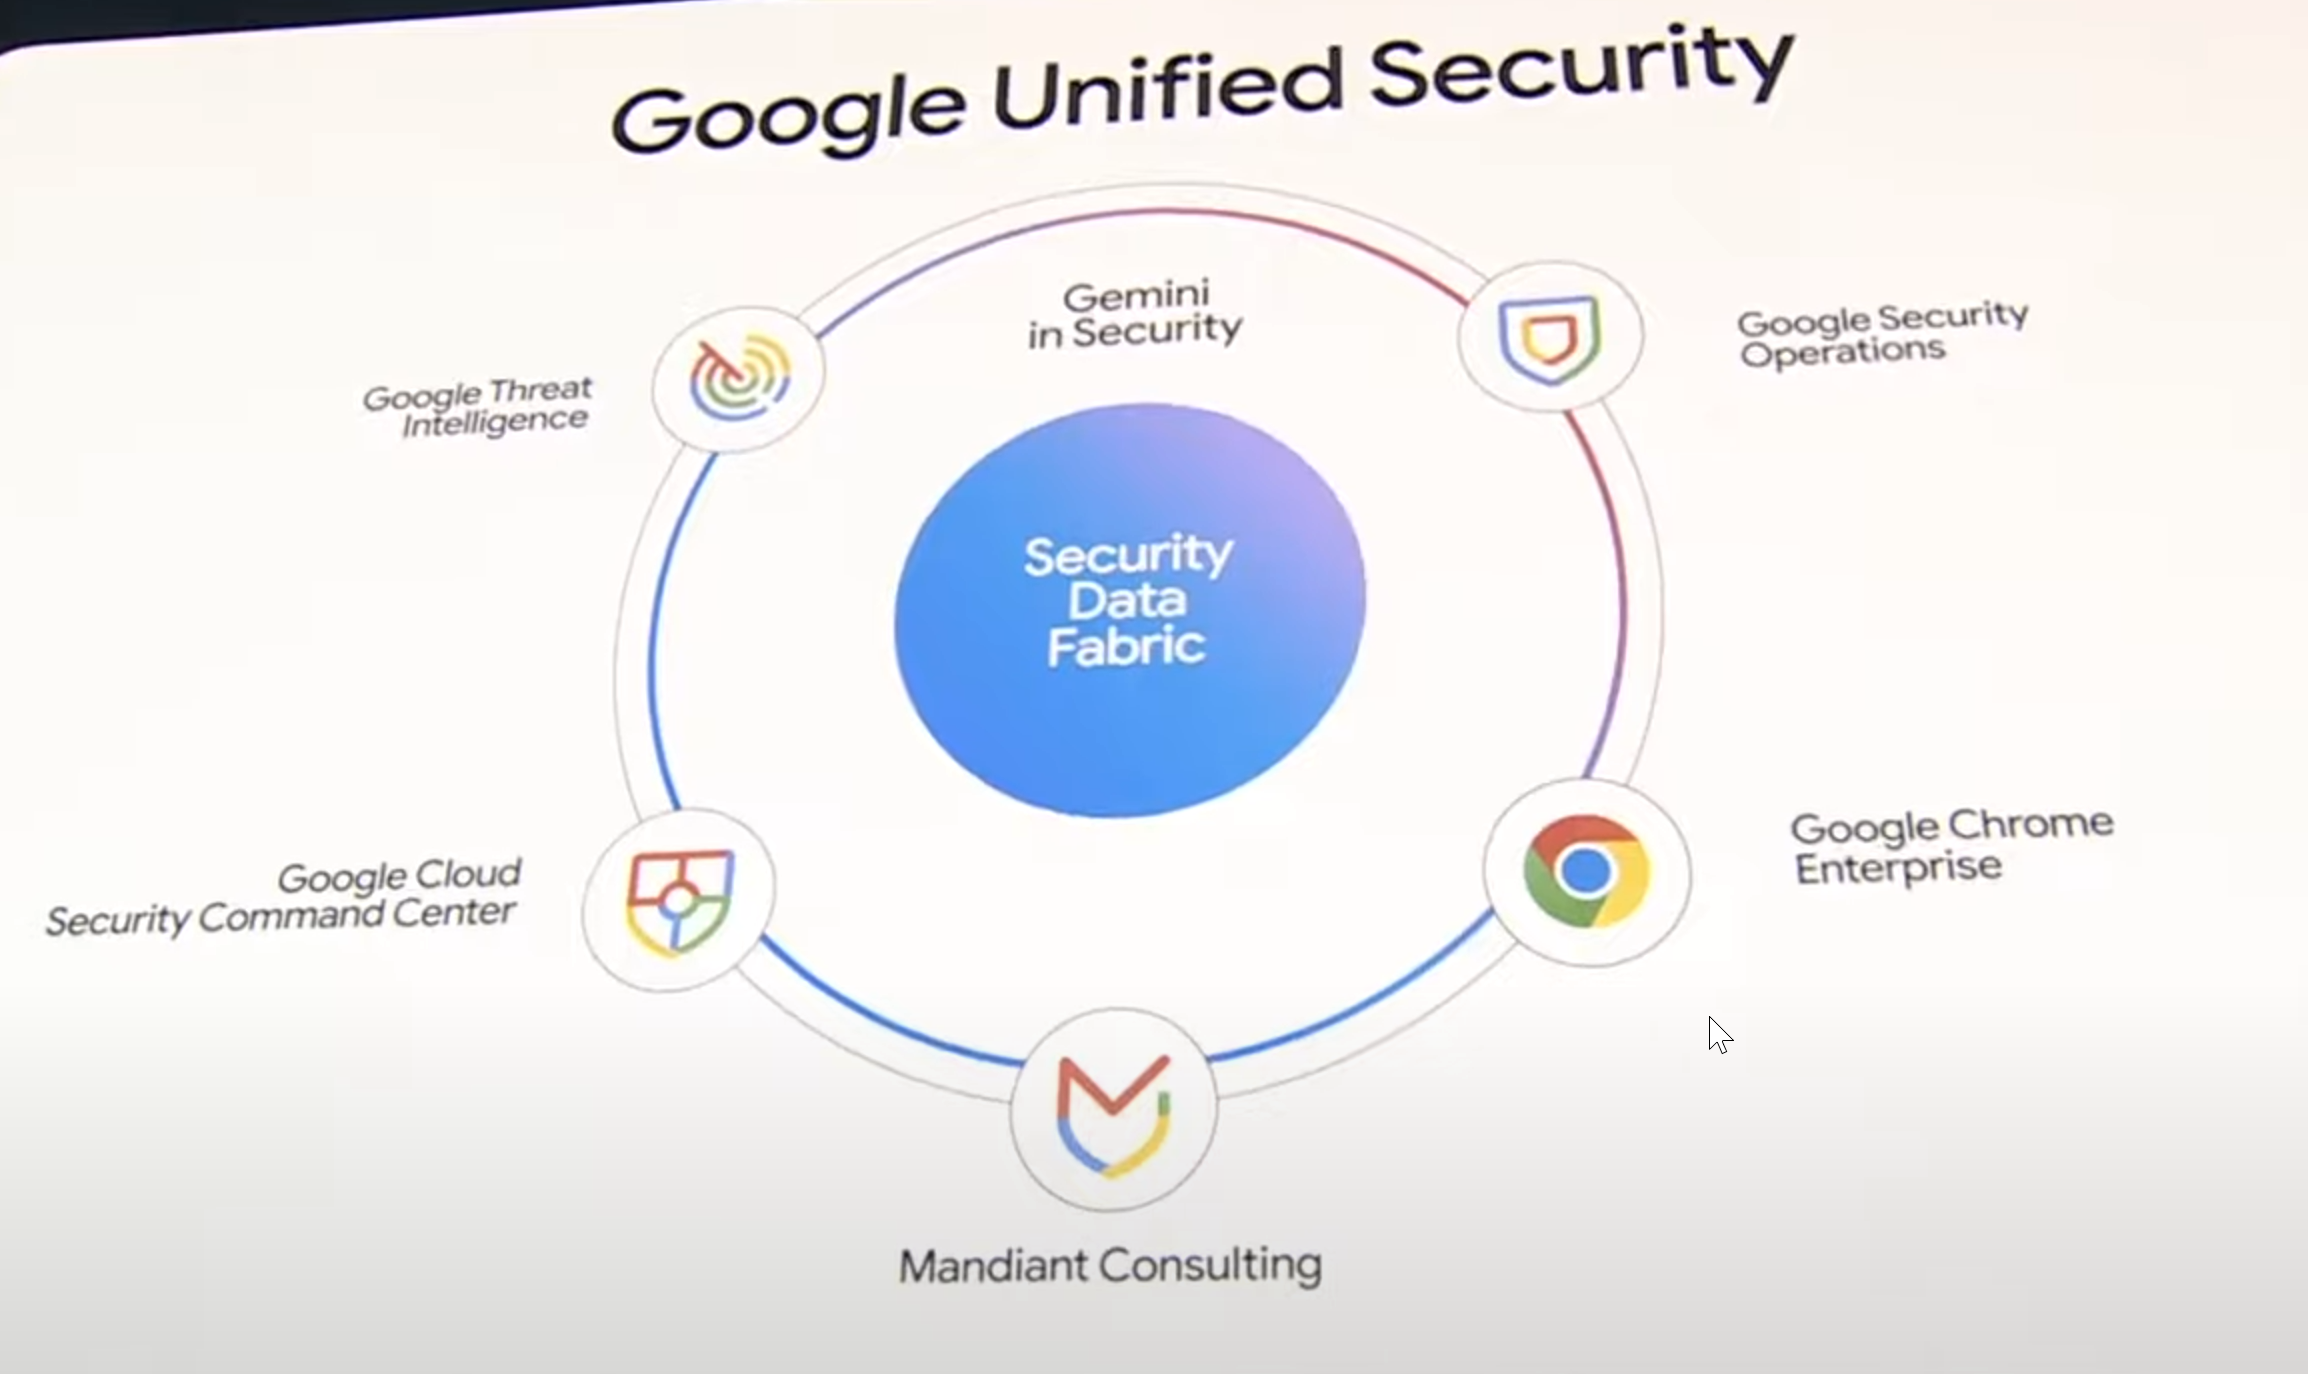 Google Unified Security
Gemini
in Security
Google Threat
Intelligence
Google Security
Operations
Security
Data
Fabric
Google Cloud
Security Command Center
Google Chrome
Enterprise
Mandiant Consulting